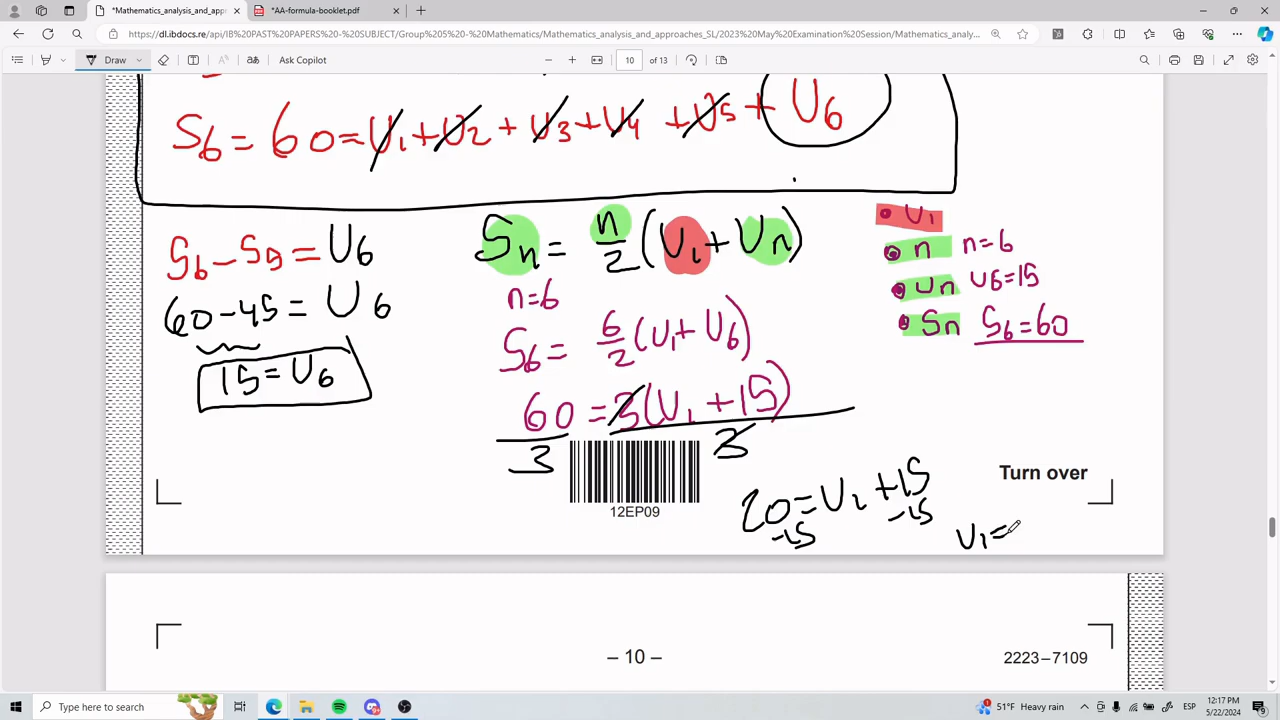 *Mathematics_analysis_and_appr
*AA-formula-booklet.pdf
https://dl.ibdocs.re/IB%20PAST%20PAPERS%20-%20SUBJECT/Group%205%20-%20Mathematics/Mathematics_analysis_and_approaches_SL/2023%20May%20Examination%20Session/Mathematics_analy...
Draw
Ask Copilot
10 of 13
S6 = 60 = U1 + U2 + U3 + U4 + U5 + U6
S6 - S5 = U6
60 - 45 = U6
15 = U6
Sn = n/2 (U1 + Un)
n=6
S6 = 6/2 (U1 + U6)
60 = 3(U1 + 15)
3 3
20 = U1 + 15
-15 -15
U1 =
• U1
• n n=6
• Un U6=15
• Sn S6=60
12EP09
Turn over
– 10 –
2223–7109
Type here to search
51°F Heavy rain
ESP
12:17 PM
5/22/2024